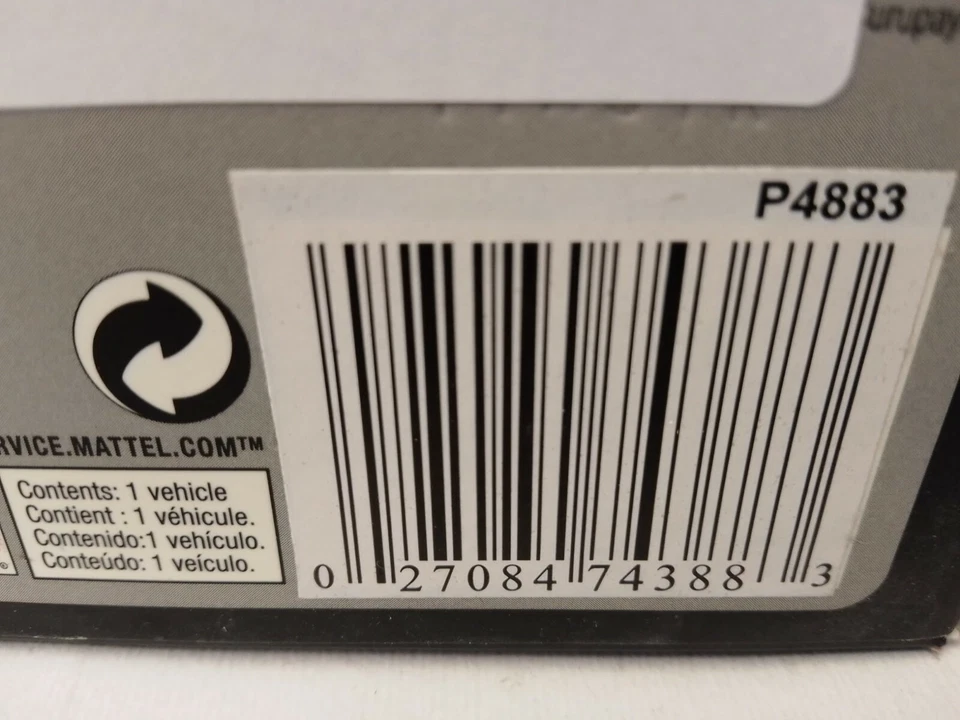 P4883
RVICE.MATTEL.COM™
Contents: 1 vehicle
Contient : 1 véhicule.
Contenido:1 vehículo.
Conteúdo: 1 veículo.
®
0 27084 74388 3